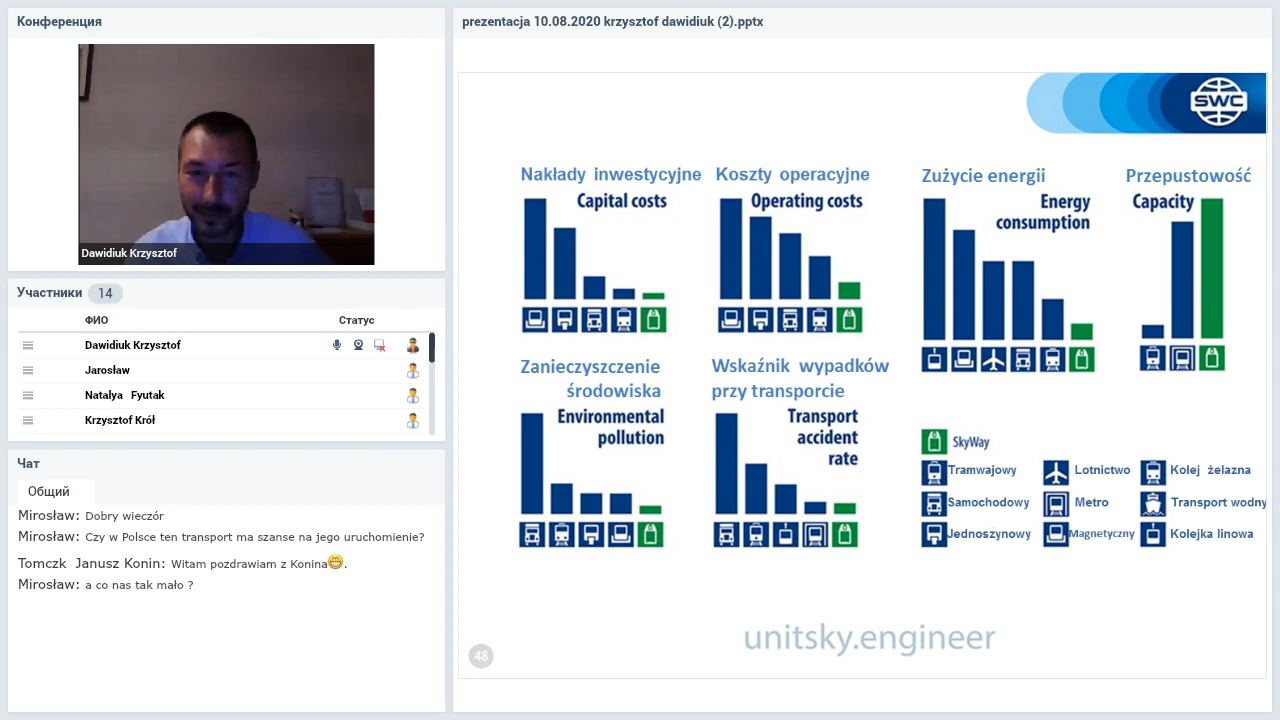 Конференция
Dawidiuk Krzysztof
Участники 14
ФИО Статус
Dawidiuk Krzysztof
Jarosław
Natalya Fyutak
Krzysztof Król
Чат
Общий
Mirosław: Dobry wieczór
Mirosław: Czy w Polsce ten transport ma szanse na jego uruchomienie?
Tomczk Janusz Konin: Witam pozdrawiam z Konina😁.
Mirosław: a co nas tak mało ?
prezentacja 10.08.2020 krzysztof dawidiuk (2).pptx
SWC
Nakłady inwestycyjne
Capital costs
Koszty operacyjne
Operating costs
Zużycie energii
Energy
consumption
Przepustowość
Capacity
Zanieczyszczenie
środowiska
Environmental
pollution
Wskaźnik wypadków
przy transporcie
Transport
accident
rate
SkyWay
Tramwajowy Lotnictwo Kolej żelazna
Samochodowy Metro Transport wodny
Jednoszynowy Magnetyczny Kolejka linowa
unitsky.engineer
48